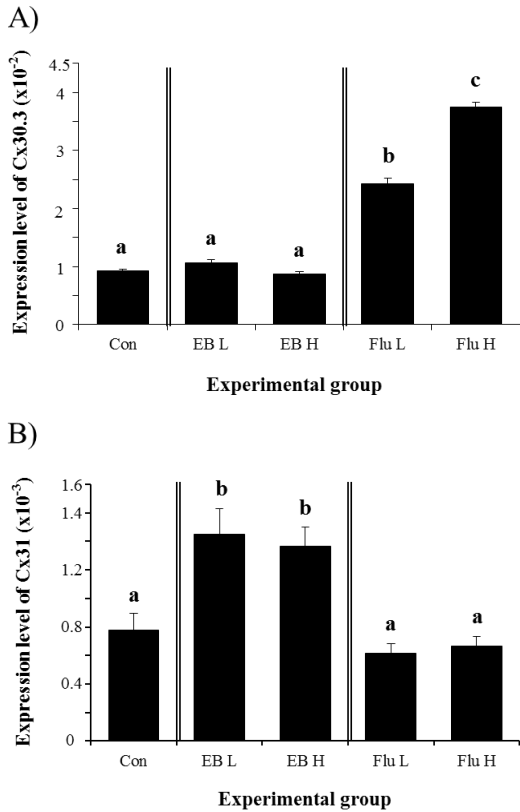 A)
Expression level of Cx30.3 (x10⁻²)
4.5
4
3
2
1
0
a
a
a
b
c
Con
EB L
EB H
Flu L
Flu H
Experimental group
B)
Expression level of Cx31 (x10⁻³)
1.6
1.4
1.2
0.8
0.4
0
a
b
b
a
a
Con
EB L
EB H
Flu L
Flu H
Experimental group